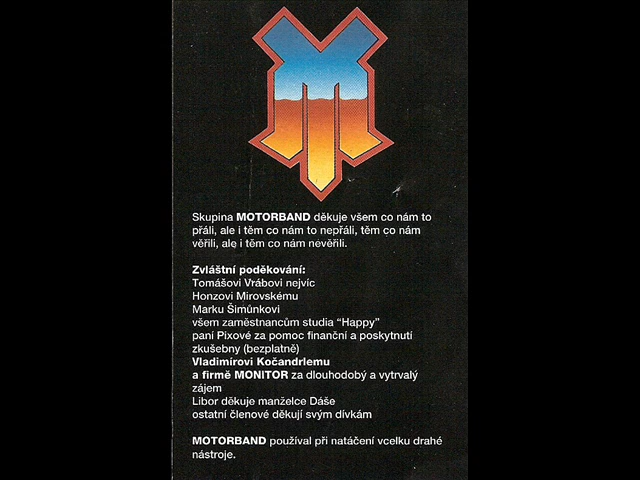 Skupina MOTORBAND děkuje všem co nám to
přáli, ale i těm co nám to nepřáli, těm co nám
věřili, ale i těm co nám nevěřili.
Zvláštní poděkování:
Tomášovi Vrábovi nejvíc
Honzovi Mirovskému
Marku Šimůnkovi
všem zaměstnancům studia “Happy”
paní Pixové za pomoc finanční a poskytnutí
zkušebny (bezplatně)
Vladimírovi Kočandrlemu
a firmě MONITOR za dlouhodobý a vytrvalý
zájem
Libor děkuje manželce Dáše
ostatní členové děkují svým dívkám
MOTORBAND používal při natáčení vcelku drahé
nástroje.